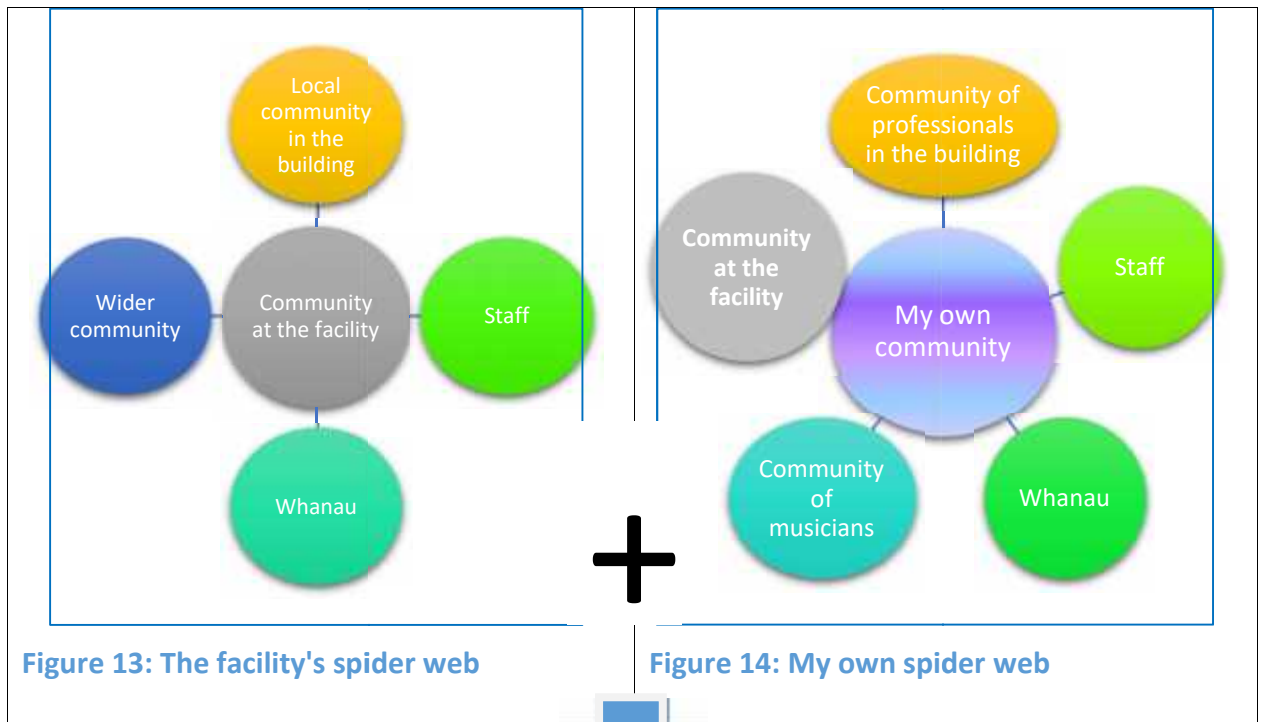 Local
community
in the
building
Wider
community
Community
at the facility
Staff
Whanau
Figure 13: The facility's spider web
+
Community of
professionals
in the building
Community
at the
facility
My own
community
Staff
Community
of
musicians
Whanau
Figure 14: My own spider web